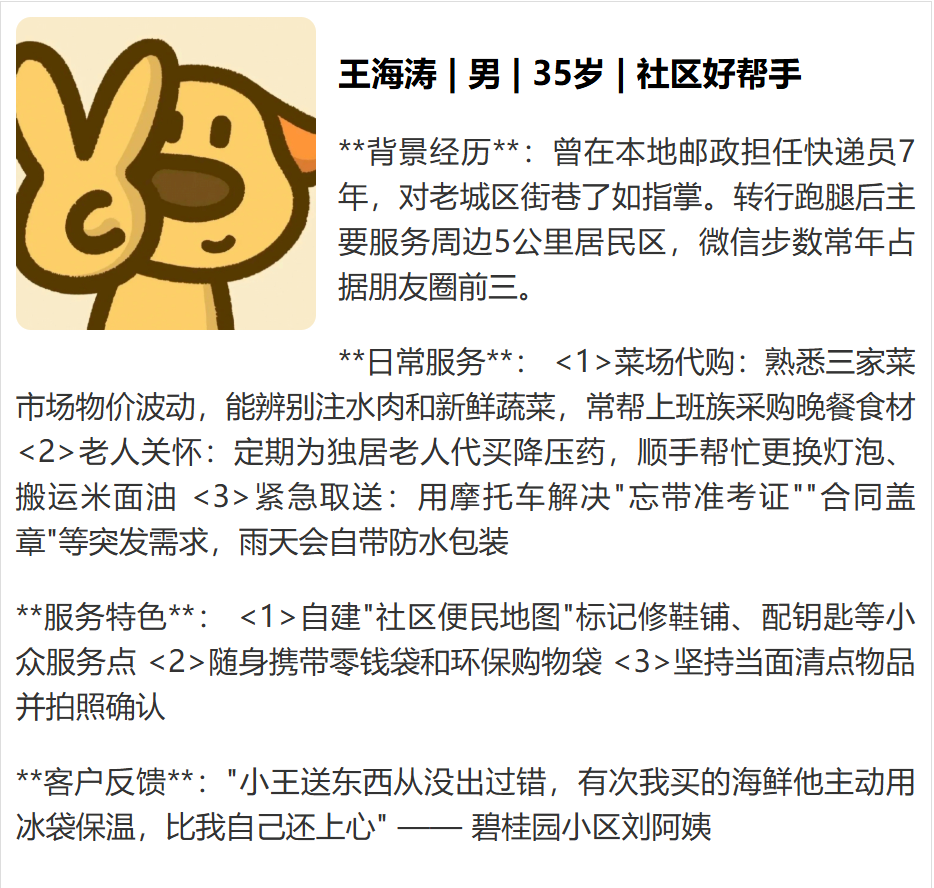 王海涛 | 男 | 35岁 | 社区好帮手
**背景经历**：曾在本地邮政担任快递员7
年，对老城区街巷了如指掌。转行跑腿后主
要服务周边5公里居民区，微信步数常年占
据朋友圈前三。
**日常服务**： <1>菜场代购：熟悉三家菜
市场物价波动，能辨别注水肉和新鲜蔬菜，常帮上班族采购晚餐食材
<2>老人关怀：定期为独居老人代买降压药，顺手帮忙更换灯泡、
搬运米面油 <3>紧急取送：用摩托车解决"忘带准考证""合同盖
章"等突发需求，雨天会自带防水包装
**服务特色**： <1>自建"社区便民地图"标记修鞋铺、配钥匙等小
众服务点 <2>随身携带零钱袋和环保购物袋 <3>坚持当面清点物品
并拍照确认
**客户反馈**："小王送东西从没出过错，有次我买的海鲜他主动用
冰袋保温，比我自己还上心" —— 碧桂园小区刘阿姨